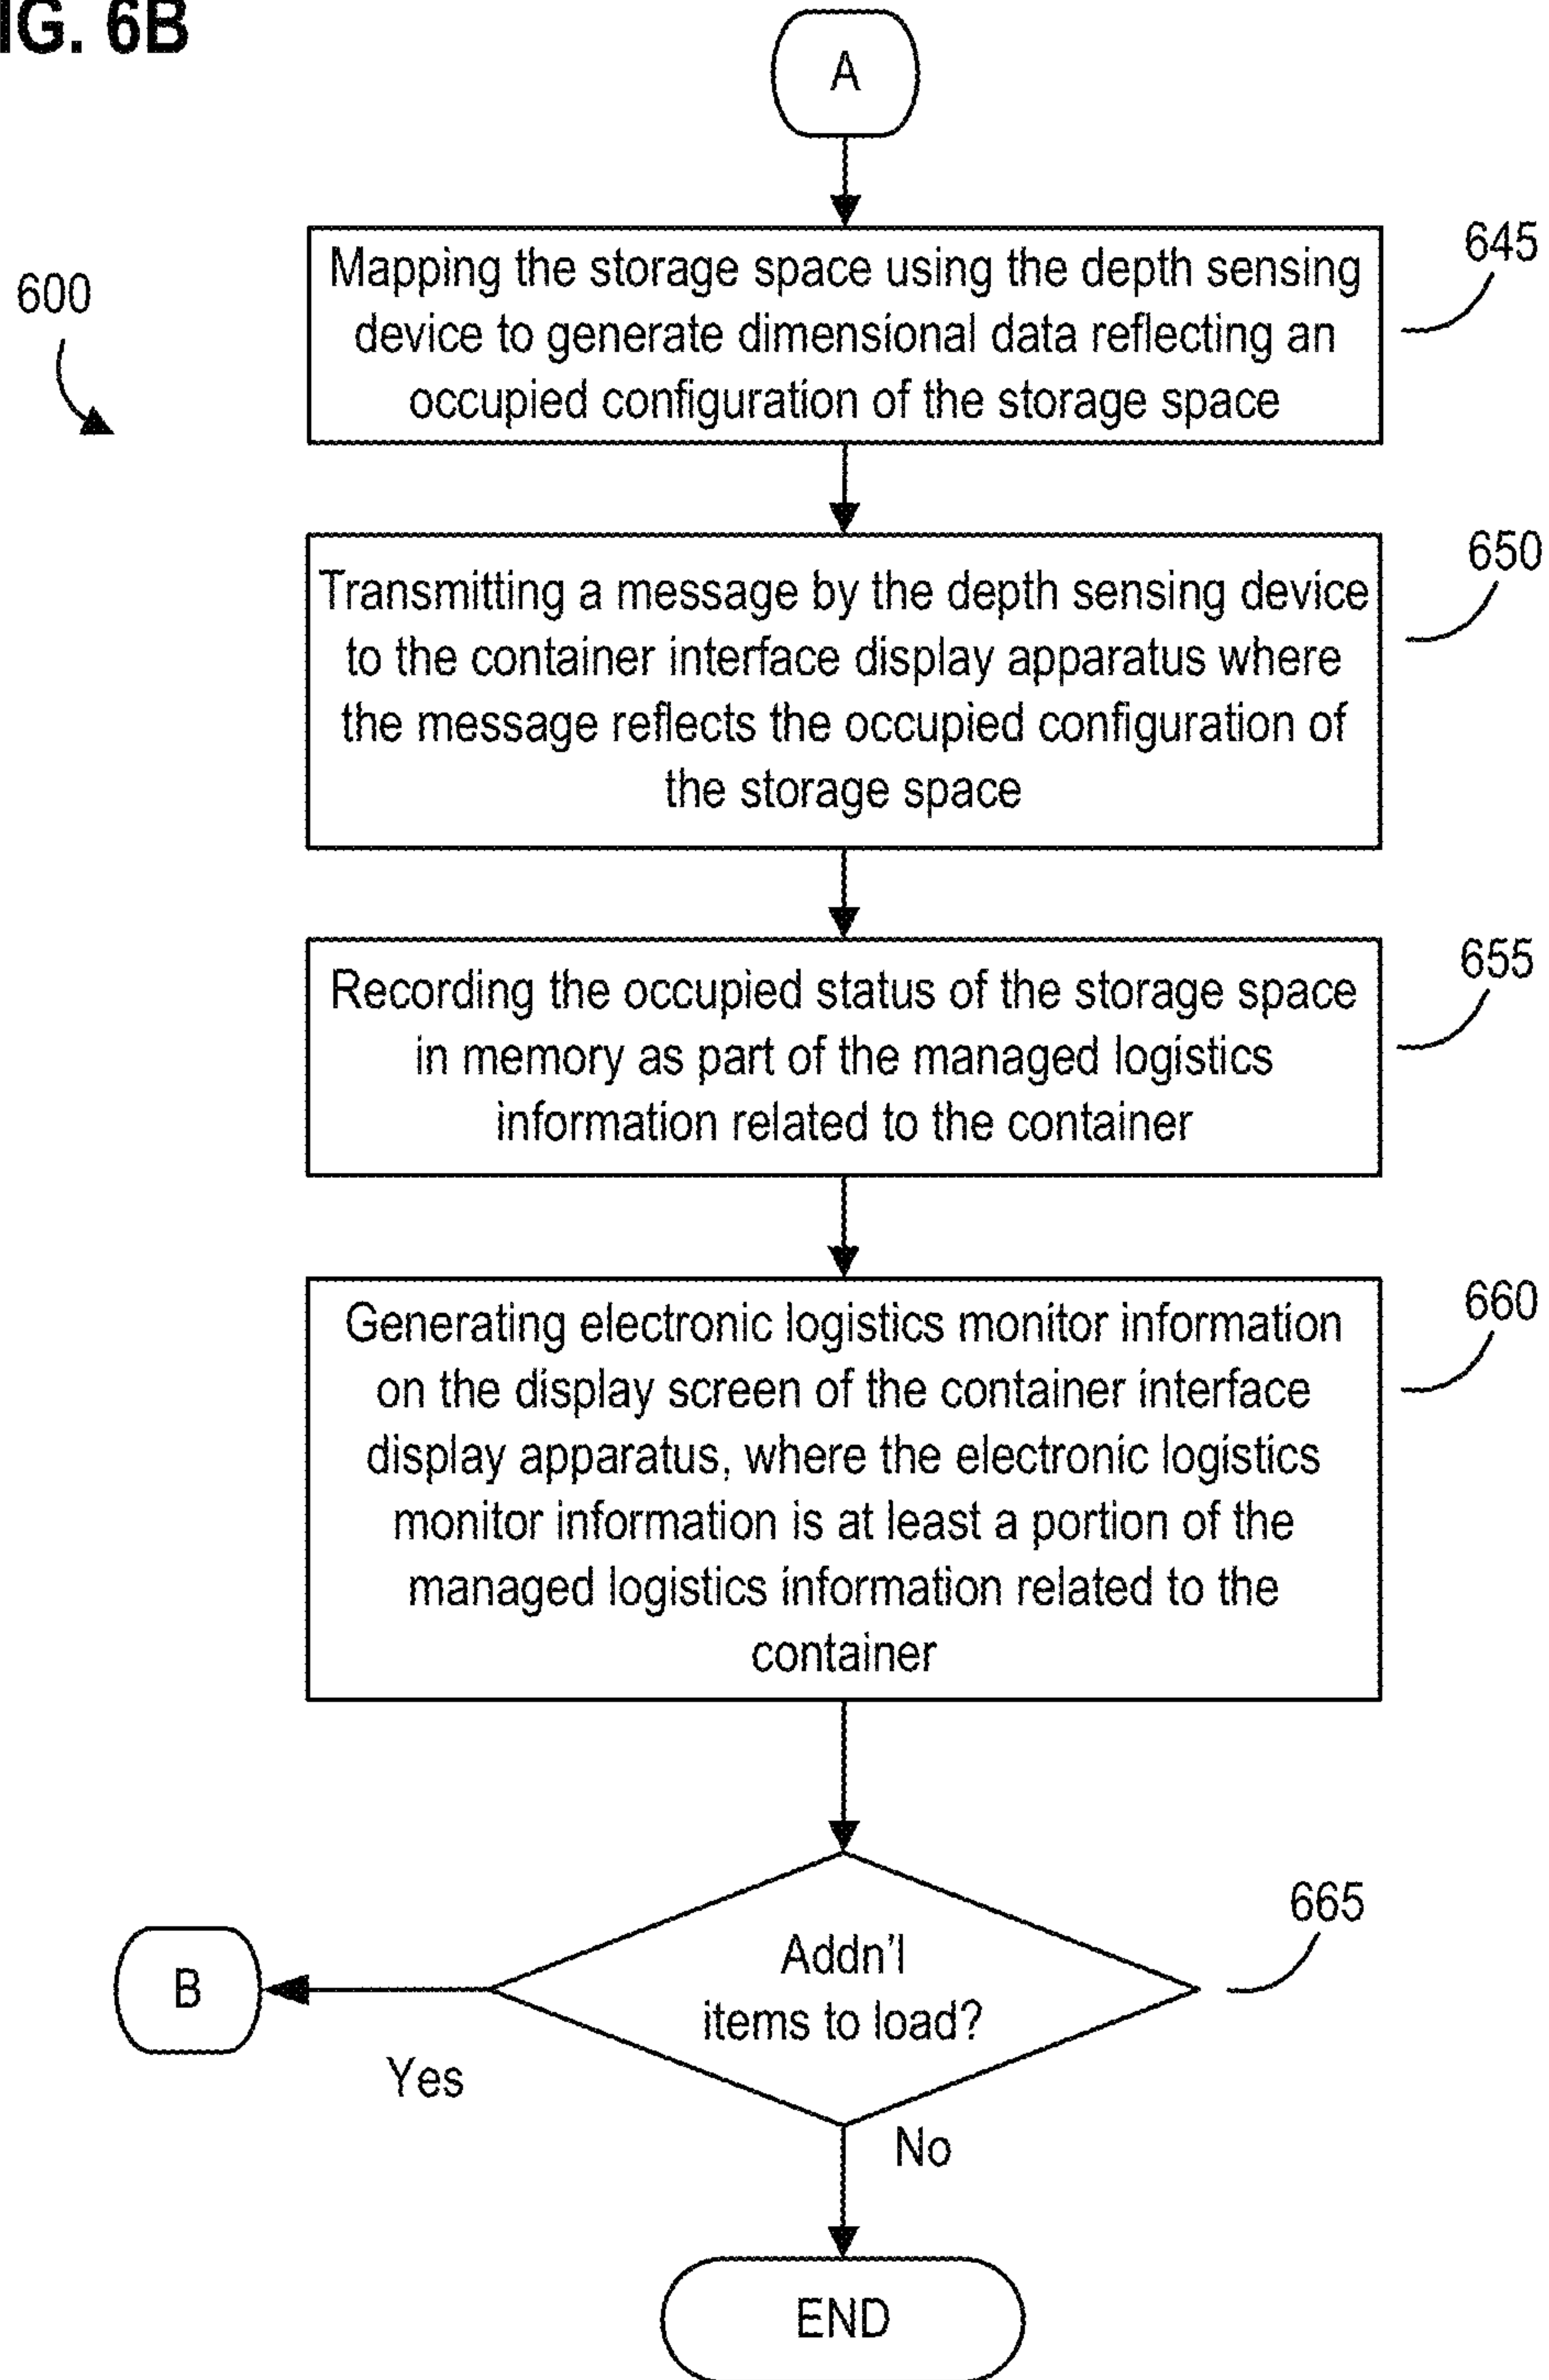 IG. 6B
A
600
Mapping the storage space using the depth sensing
device to generate dimensional data reflecting an
occupied configuration of the storage space
645
Transmitting a message by the depth sensing device
to the container interface display apparatus where
the message reflects the occupied configuration of
the storage space
650
Recording the occupied status of the storage space
in memory as part of the managed logistics
information related to the container
655
Generating electronic logistics monitor information
on the display screen of the container interface
display apparatus, where the electronic logistics
monitor information is at least a portion of the
managed logistics information related to the
container
660
Addn'l
items to load?
665
B
Yes
No
END